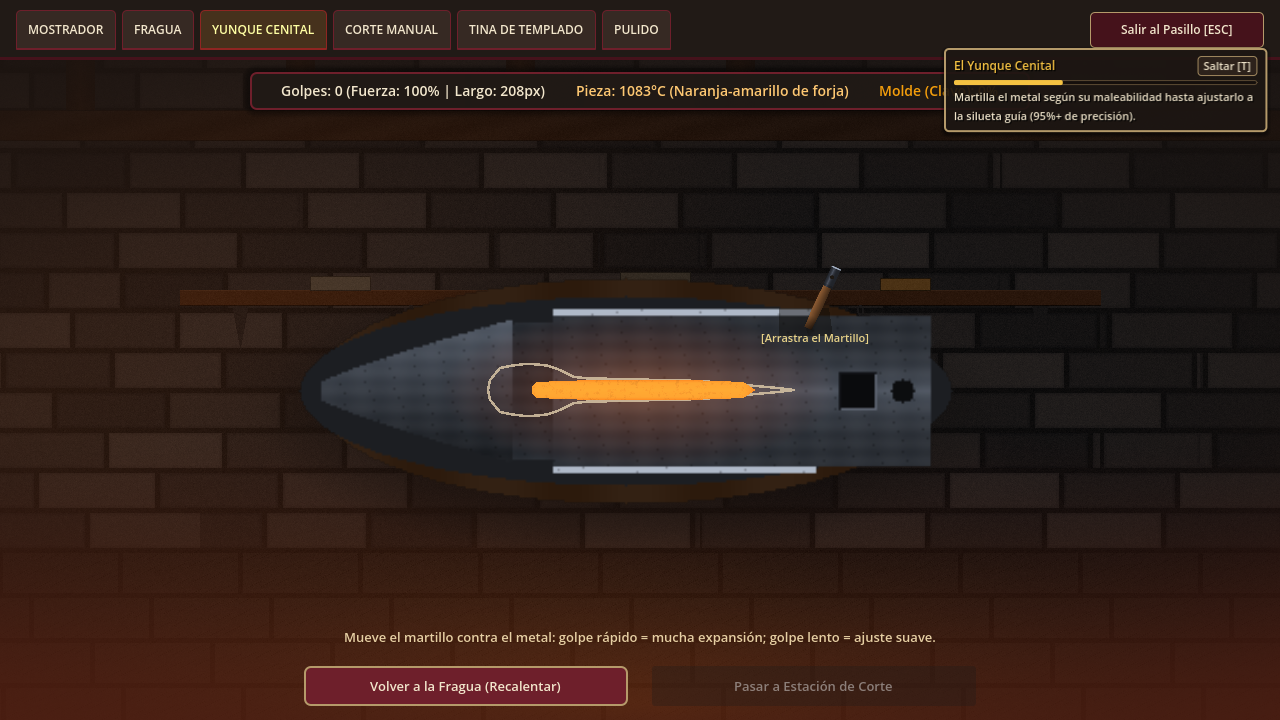 MOSTRADOR
FRAGUA
YUNQUE CENITAL
CORTE MANUAL
TINA DE TEMPLADO
PULIDO
Salir al Pasillo [ESC]
El Yunque Cenital
Saltar [T]
Martilla el metal según su maleabilidad hasta ajustarlo a
la silueta guía (95%+ de precisión).
Golpes: 0 (Fuerza: 100% | Largo: 208px)
Pieza: 1083°C (Naranja-amarillo de forja)
Molde
[Arrastra el Martillo]
Mueve el martillo contra el metal: golpe rápido = mucha expansión; golpe lento = ajuste suave.
Volver a la Fragua (Recalentar)
Pasar a Estación de Corte